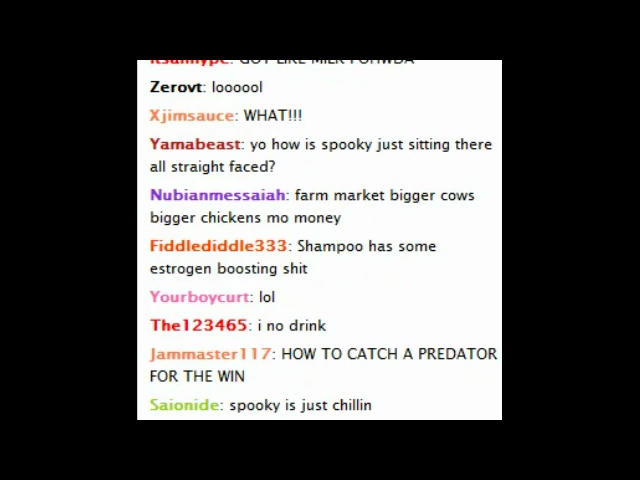 Zerovt: loooool
Xjimsauce: WHAT!!!
Yamabeast: yo how is spooky just sitting there
all straight faced?
Nubianmessaiah: farm market bigger cows
bigger chickens mo money
Fiddlediddle333: Shampoo has some
estrogen boosting shit
Yourboycurt: lol
The123465: i no drink
Jammaster117: HOW TO CATCH A PREDATOR
FOR THE WIN
Saionide: spooky is just chillin